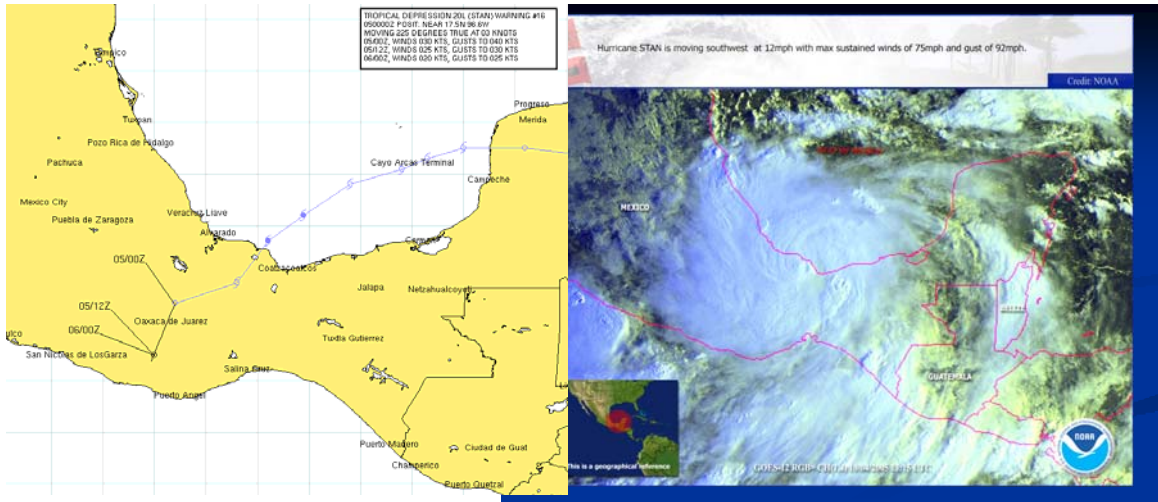 TROPICAL DEPRESSION 20L (STAN) WARNING #16
050000Z POSIT: NEAR 17.5N 96.6W
MOVING 225 DEGREES TRUE AT 03 KNOTS
05/00Z, WINDS 030 KTS, GUSTS TO 040 KTS
05/12Z, WINDS 025 KTS, GUSTS TO 030 KTS
06/00Z, WINDS 020 KTS, GUSTS TO 025 KTS
Tampico
Tuxpan
Pozo Rica de Hidalgo
Pachuca
Mexico City
Puebla de Zaragoza
Veracruz Llave
Alvarado
Progreso
Merida
Cayo Arcas Terminal
Campeche
Carmen
Coatzacoalcos
Jalapa
Netzahualcoyotl
05/00Z
05/12Z
06/00Z
Oaxaca de Juarez
Tuxtla Gutierrez
San Nicolas de LosGarza
Salina Cruz
Puerto Angel
Puerto Madero
Ciudad de Guat
Champerico
Puerto Quetzal
Hurricane STAN is moving southwest at 12mph with max sustained winds of 75mph and gust of 92mph.
Credit: NOAA
MEXICO
GUATEMALA
This is a geographical reference
NOAA